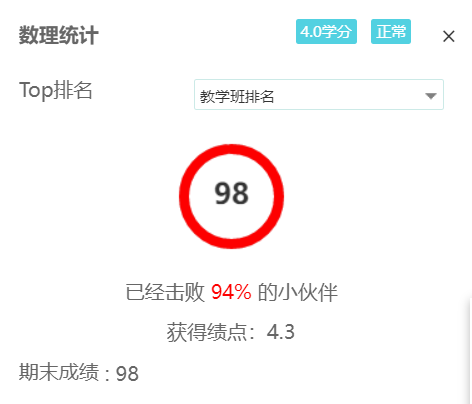 数理统计 4.0学分 正常 ×
Top排名 教学班排名
98
已经击败 94% 的小伙伴
获得绩点：4.3
期末成绩 : 98